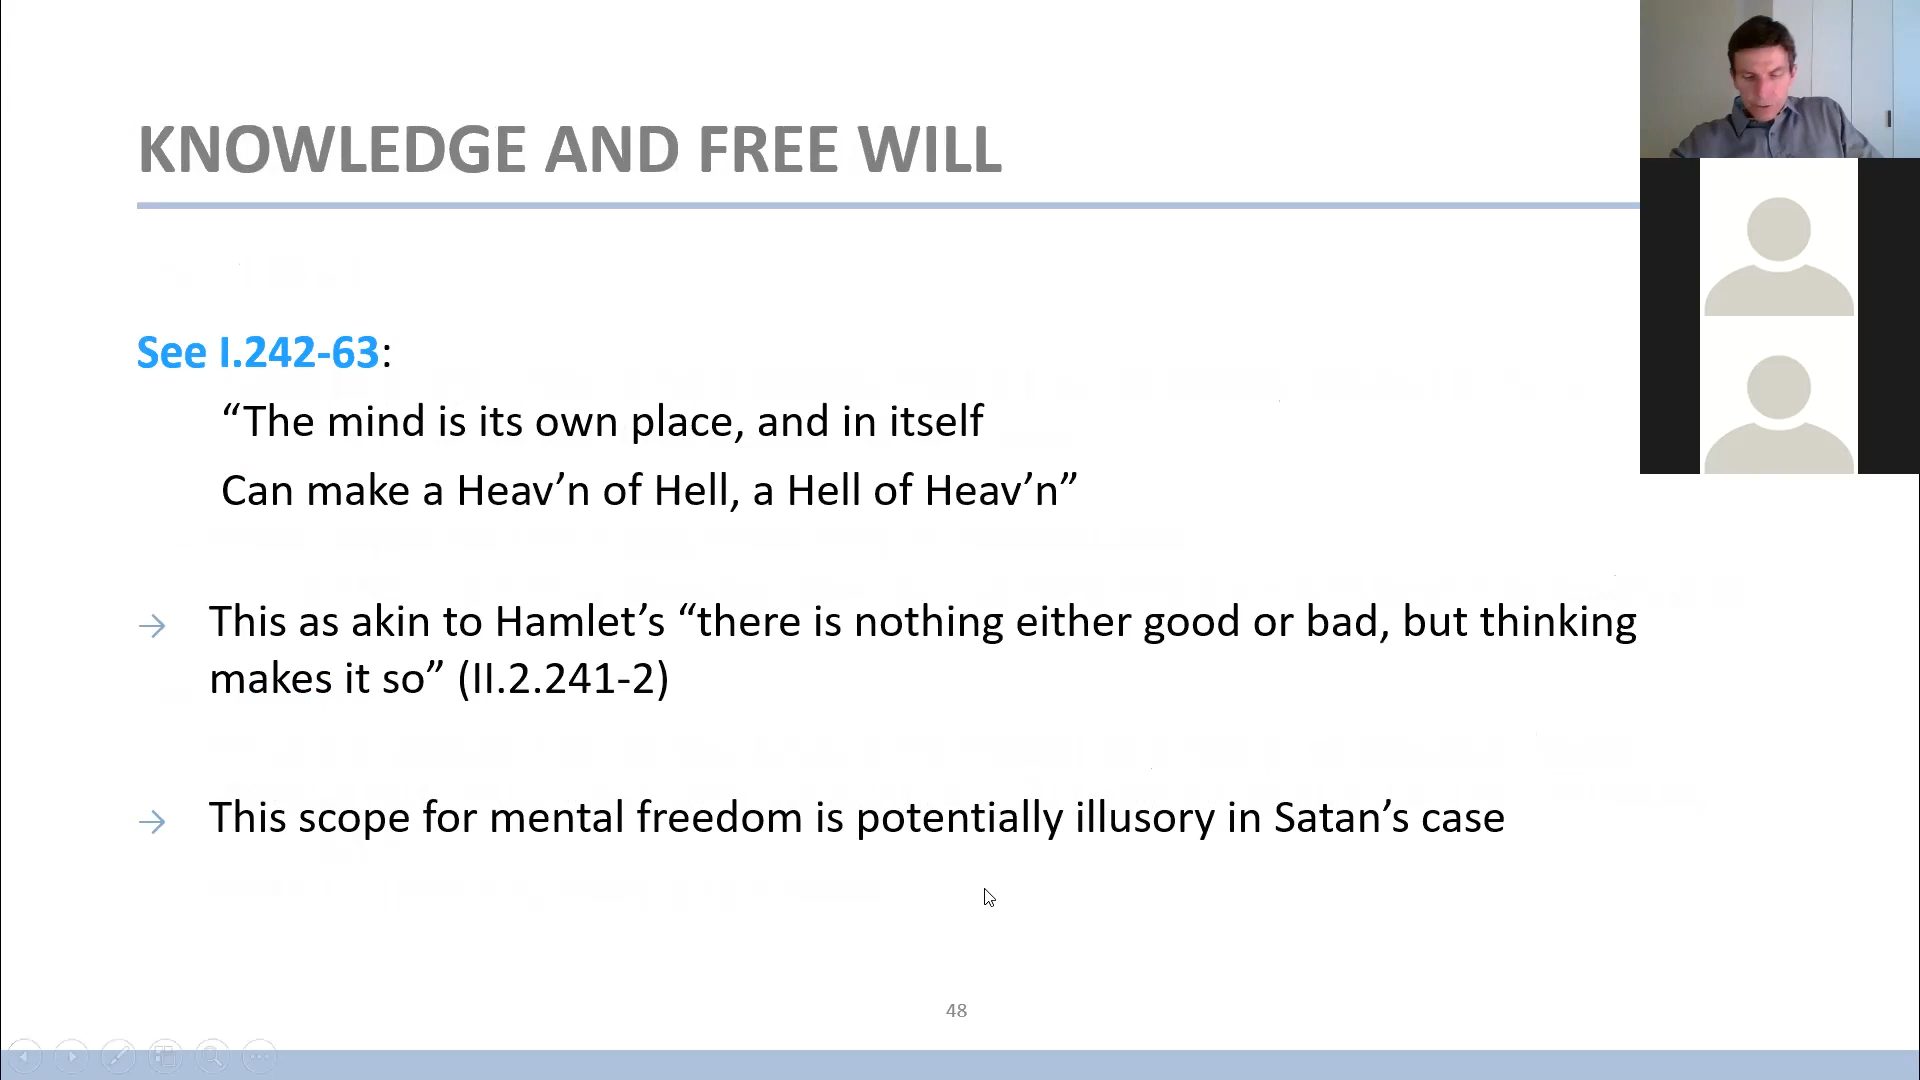 KNOWLEDGE AND FREE WILL
See I.242-63:
“The mind is its own place, and in itself
Can make a Heav’n of Hell, a Hell of Heav’n”
→ This as akin to Hamlet’s “there is nothing either good or bad, but thinking
makes it so” (II.2.241-2)
→ This scope for mental freedom is potentially illusory in Satan’s case
48